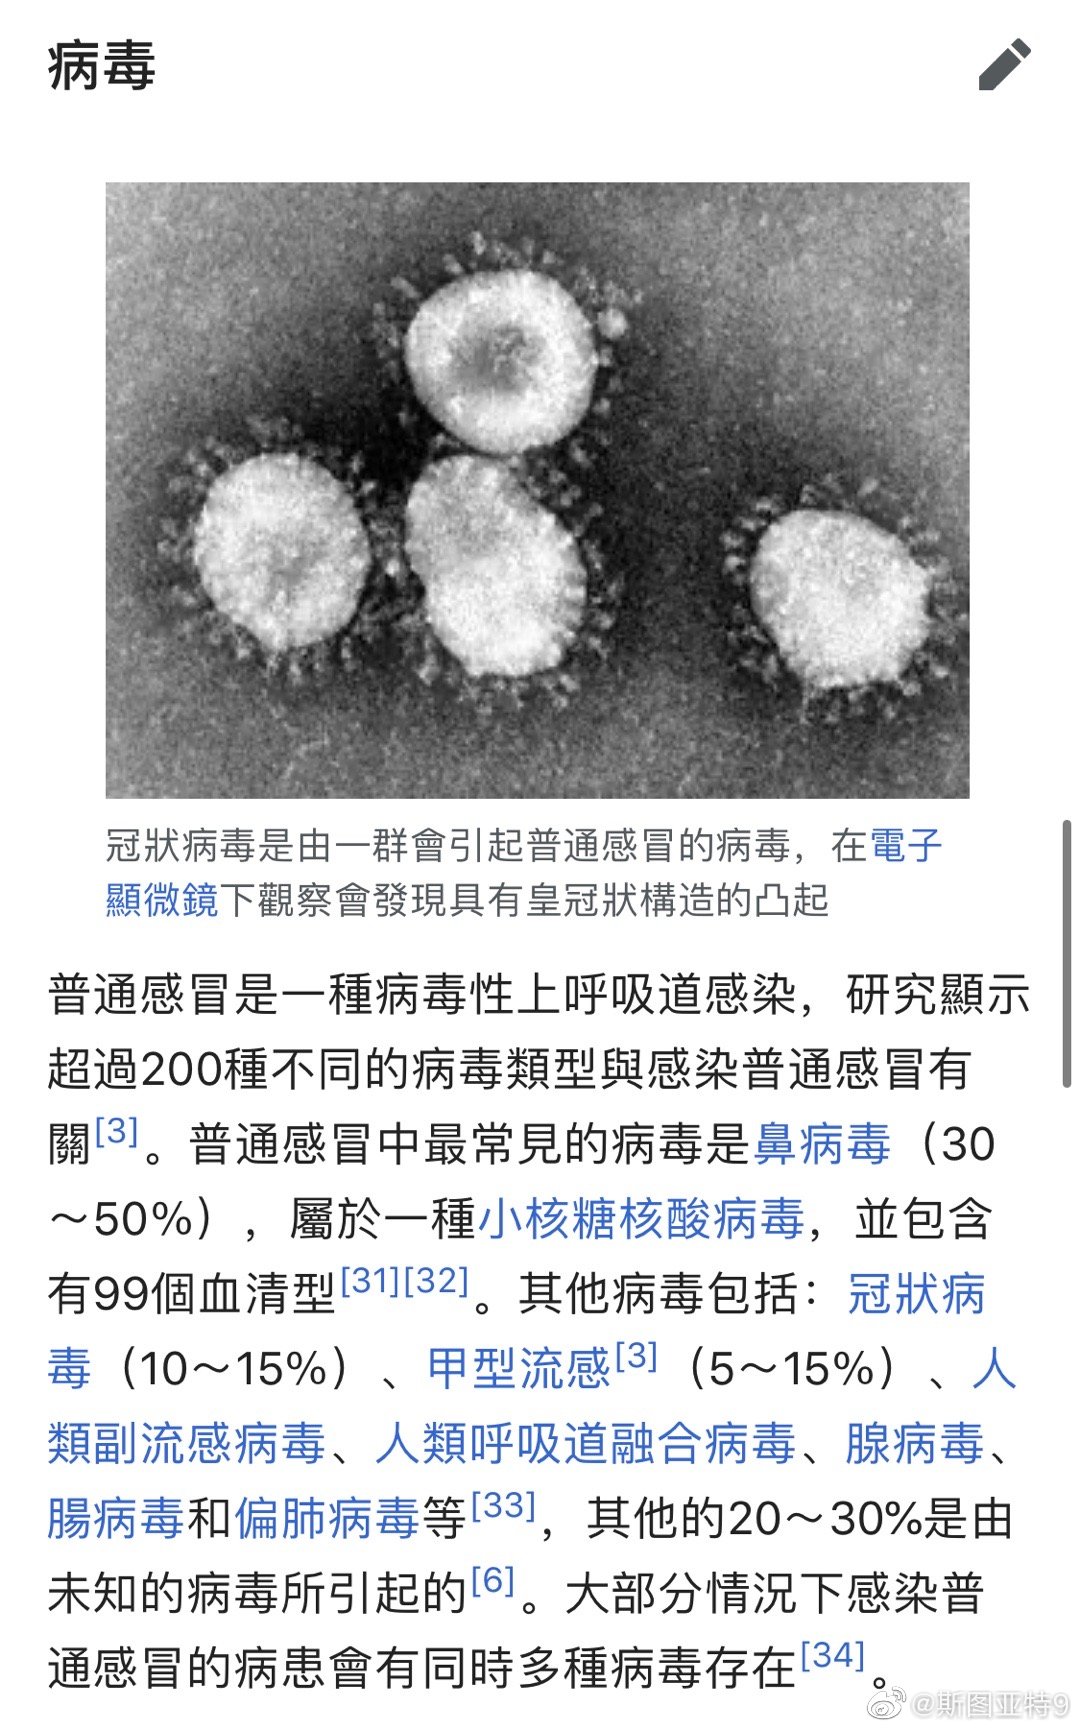 病毒
冠狀病毒是由一群會引起普通感冒的病毒，在電子
顯微鏡下觀察會發現具有皇冠狀構造的凸起
普通感冒是一種病毒性上呼吸道感染，研究顯示
超過200種不同的病毒類型與感染普通感冒有
關[3]。普通感冒中最常見的病毒是鼻病毒（30
～50%），屬於一種小核糖核酸病毒，並包含
有99個血清型[31][32]。其他病毒包括：冠狀病
毒（10～15%）、甲型流感[3]（5～15%）、人
類副流感病毒、人類呼吸道融合病毒、腺病毒、
腸病毒和偏肺病毒等[33]，其他的20～30%是由
未知的病毒所引起的[6]。大部分情況下感染普
通感冒的病患會有同時多種病毒存在[34]。
@斯图亚特9